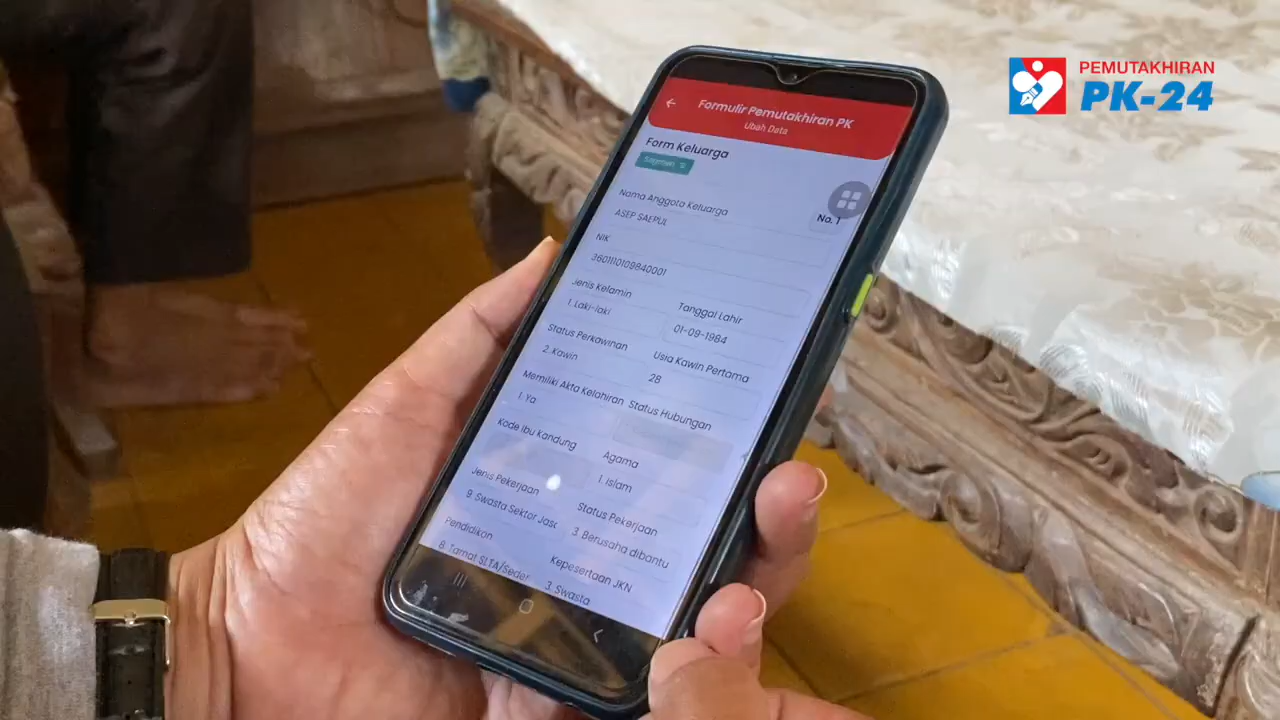 PEMUTAKHIRAN
PK-24
Formulir Pemutakhiran PK
Ubah Data
Form Keluarga
Segmen
Nama Anggota Keluarga
No. 1
ASEP SAEPUL
NIK
3601110109840001
Jenis Kelamin
Tanggal Lahir
1. Laki-laki
01-09-1984
Status Perkawinan
Usia Kawin Pertama
2. Kawin
28
Memiliki Akta Kelahiran
Status Hubungan
1. Ya
Kode Ibu Kandung
Agama
1. Islam
Jenis Pekerjaan
Status Pekerjaan
9. Swasta Sektor Jasa
3. Berusaha dibantu
Pendidikan
Kepesertaan JKN
8. Tamat SLTA/Seder
3. Swasta